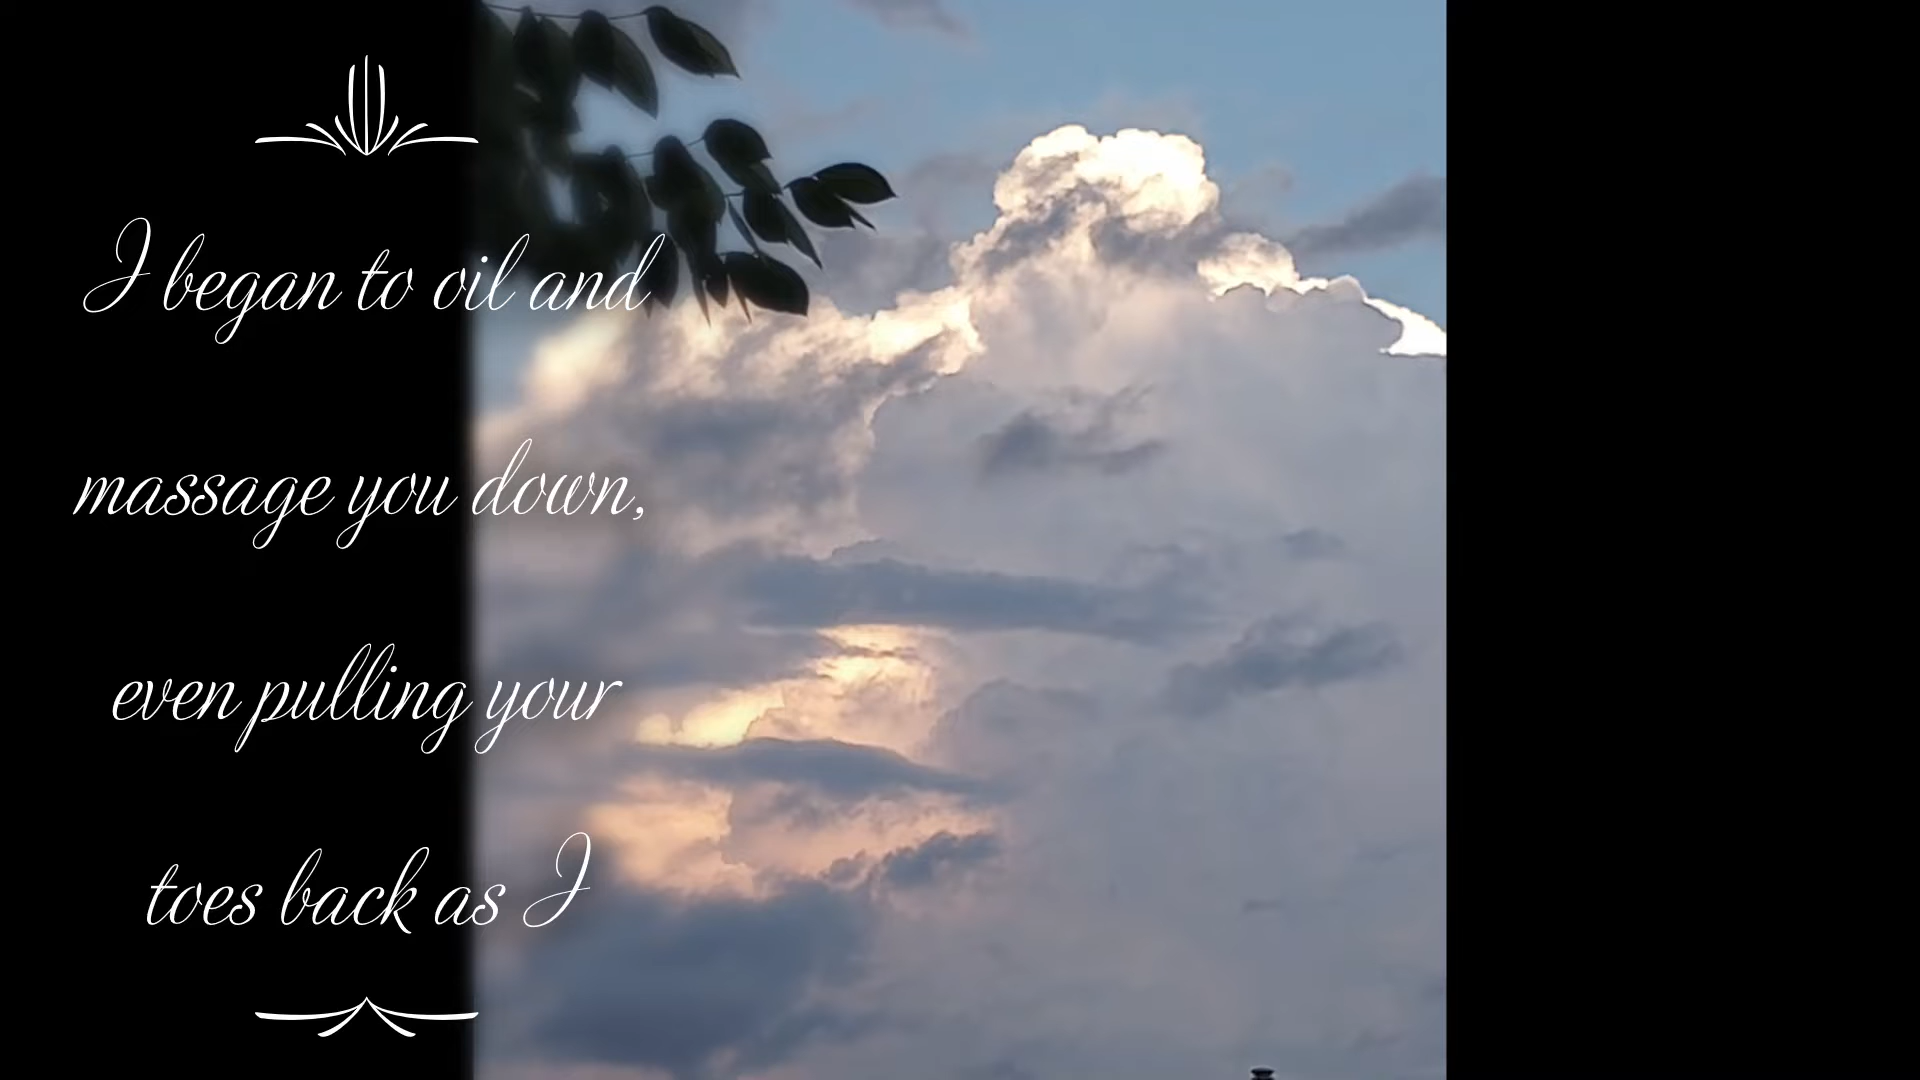 I began to oil and
massage you down,
even pulling your
toes back as I